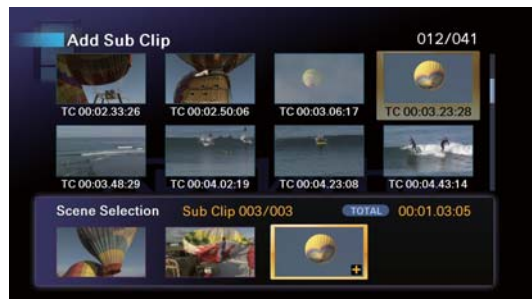 Add Sub Clip 012/041
TC 00:02.33:26 TC 00:02.50:06 TC 00:03.06:17 TC 00:03.23:28
TC 00:03.48:29 TC 00:04.02:19 TC 00:04.23:08 TC 00:04.43:14
Scene Selection Sub Clip 003/003 TOTAL 00:01.03:05